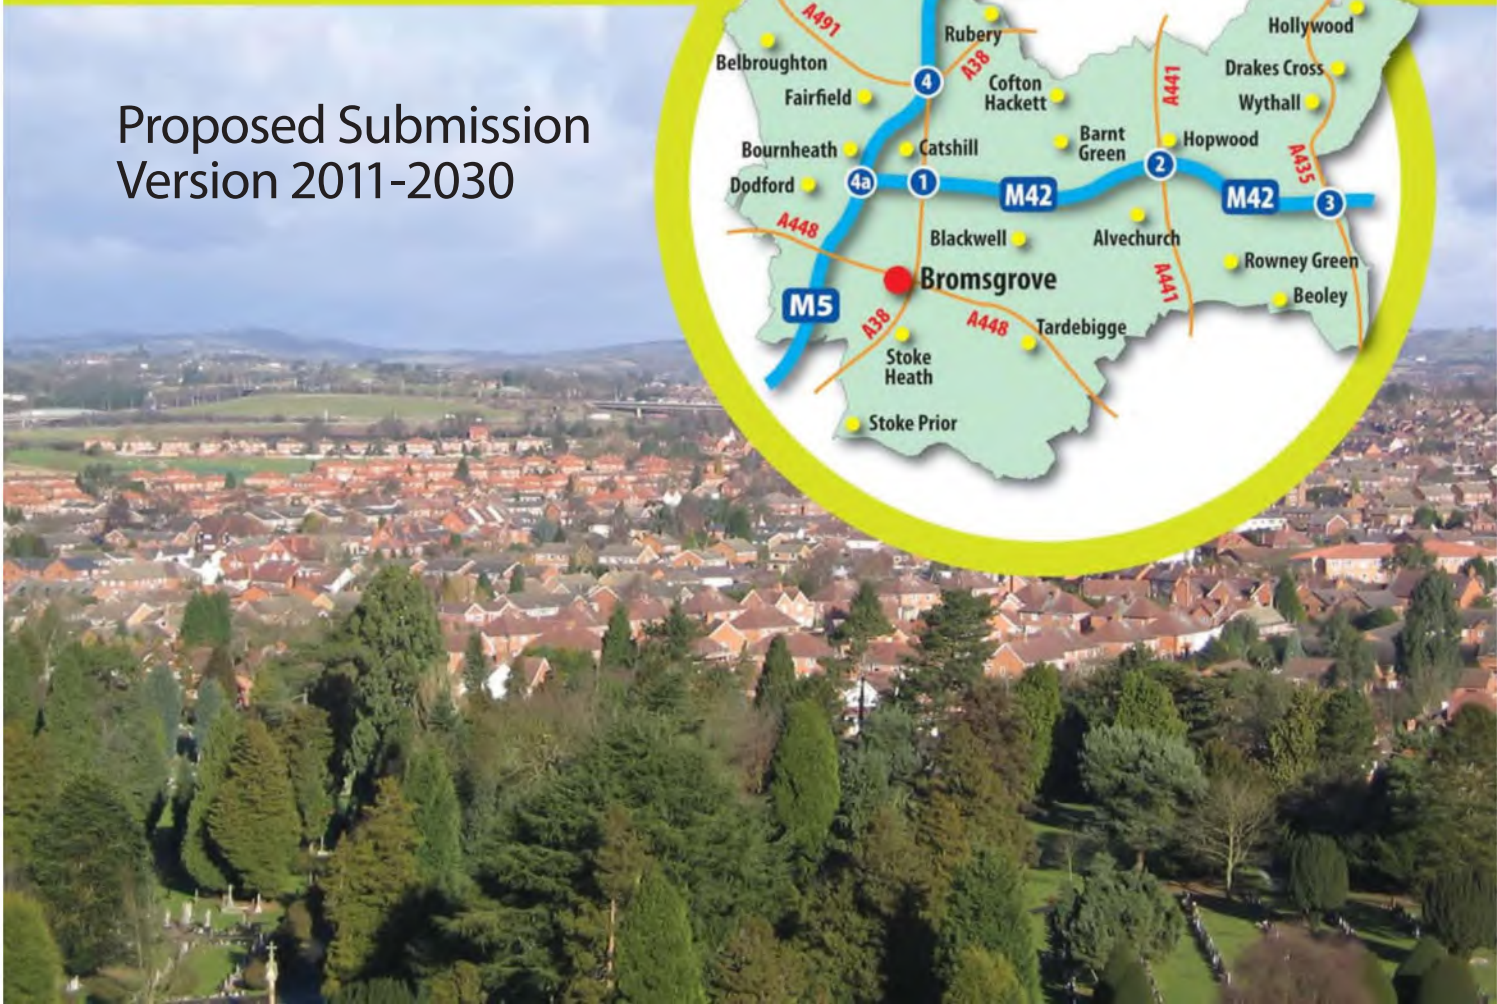 Proposed Submission
Version 2011-2030
A491
Rubery
Hollywood
Belbroughton
A38
4
Cofton
Hackett
A441
Drakes Cross
Fairfield
Wythall
Bournheath
Catshill
Barnt
Green
Hopwood
A435
Dodford
4a
1
M42
2
M42
3
A448
Blackwell
Alvechurch
Rowney Green
Bromsgrove
A441
Beoley
M5
A38
A448
Tardebigge
Stoke
Heath
Stoke Prior